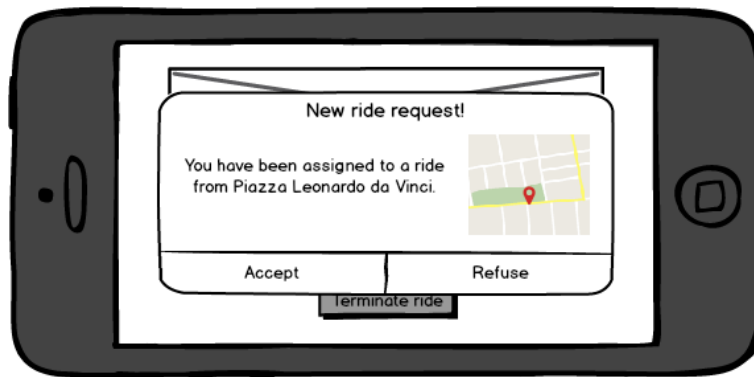 New ride request!
You have been assigned to a ride
from Piazza Leonardo da Vinci.
Accept
Refuse
Terminate ride